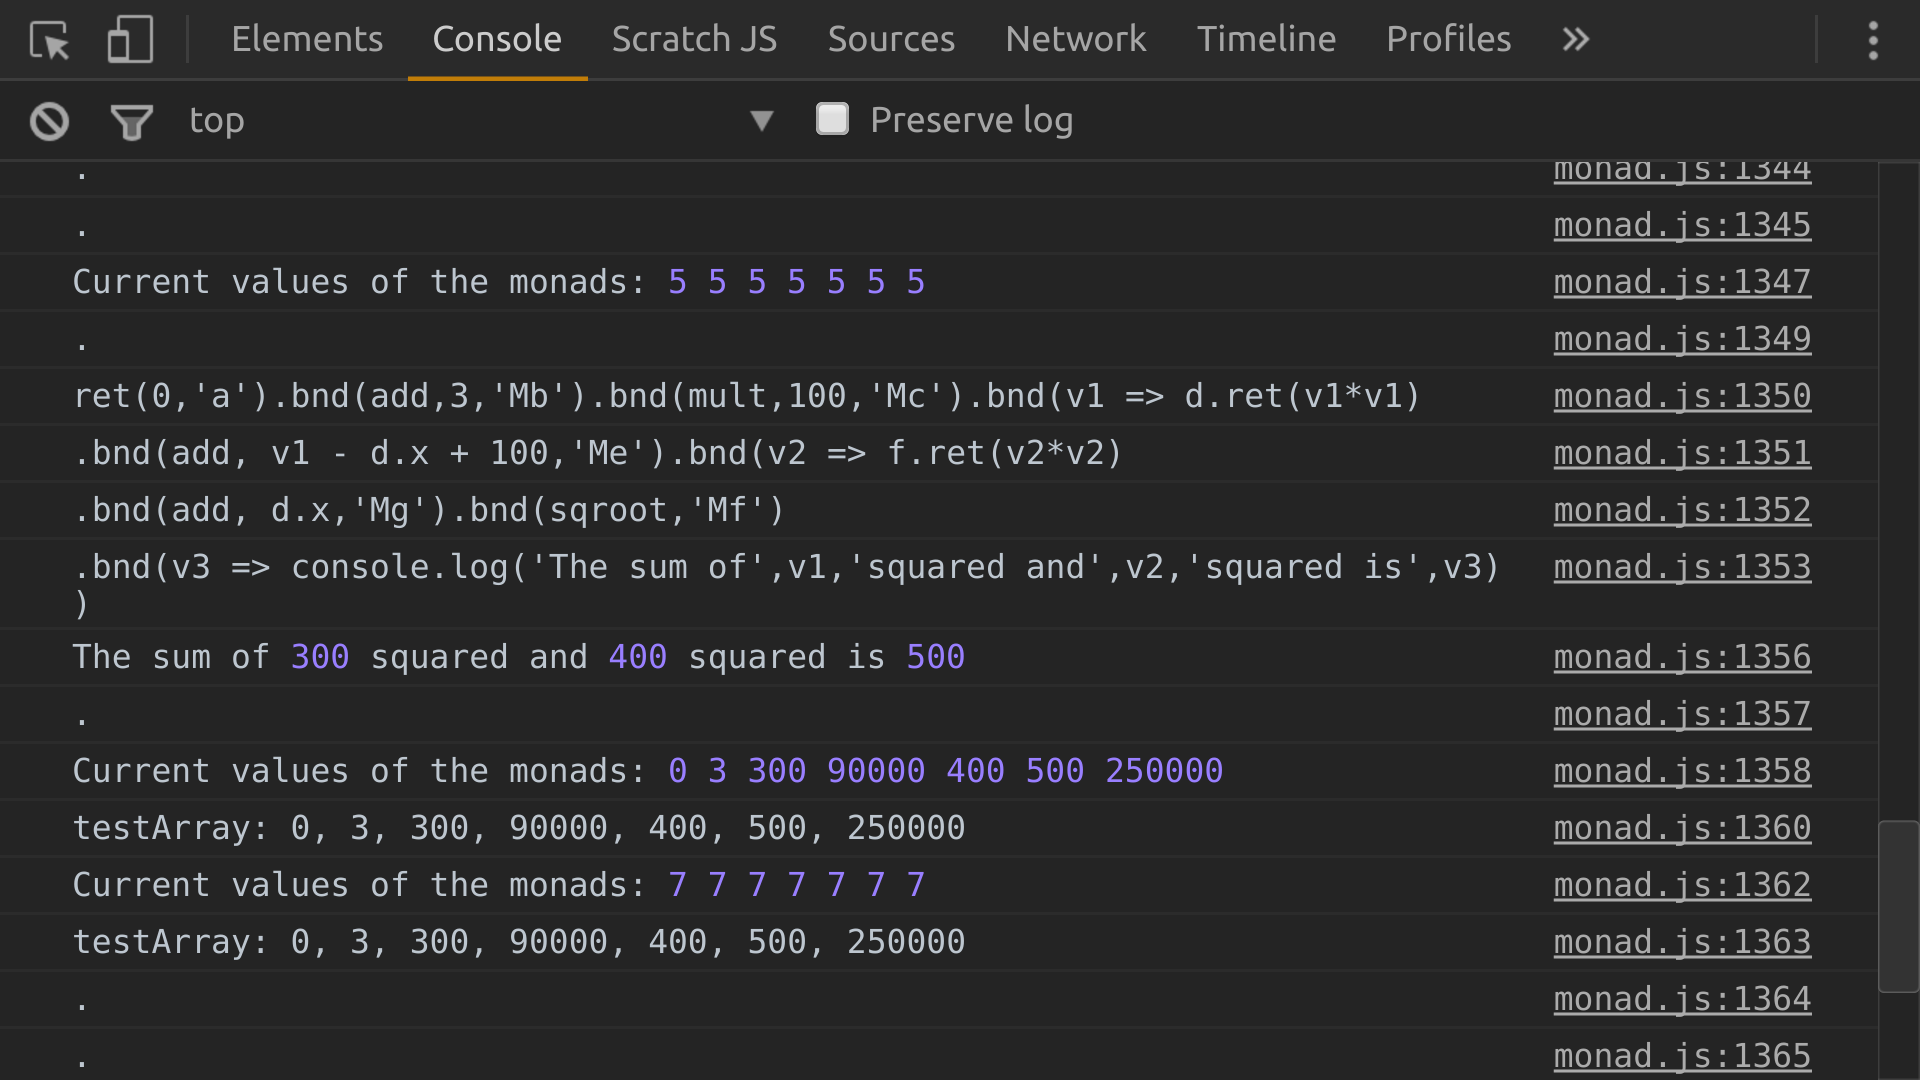 Elements Console Scratch JS Sources Network Timeline Profiles
top Preserve log
. monad.js:1344
. monad.js:1345
Current values of the monads: 5 5 5 5 5 5 5 monad.js:1347
. monad.js:1349
ret(0,'a').bnd(add,3,'Mb').bnd(mult,100,'Mc').bnd(v1 => d.ret(v1*v1) monad.js:1350
.bnd(add, v1 - d.x + 100,'Me').bnd(v2 => f.ret(v2*v2) monad.js:1351
.bnd(add, d.x,'Mg').bnd(sqroot,'Mf') monad.js:1352
.bnd(v3 => console.log('The sum of',v1,'squared and',v2,'squared is',v3) monad.js:1353
)
The sum of 300 squared and 400 squared is 500 monad.js:1356
. monad.js:1357
Current values of the monads: 0 3 300 90000 400 500 250000 monad.js:1358
testArray: 0, 3, 300, 90000, 400, 500, 250000 monad.js:1360
Current values of the monads: 7 7 7 7 7 7 7 monad.js:1362
testArray: 0, 3, 300, 90000, 400, 500, 250000 monad.js:1363
. monad.js:1364
. monad.js:1365